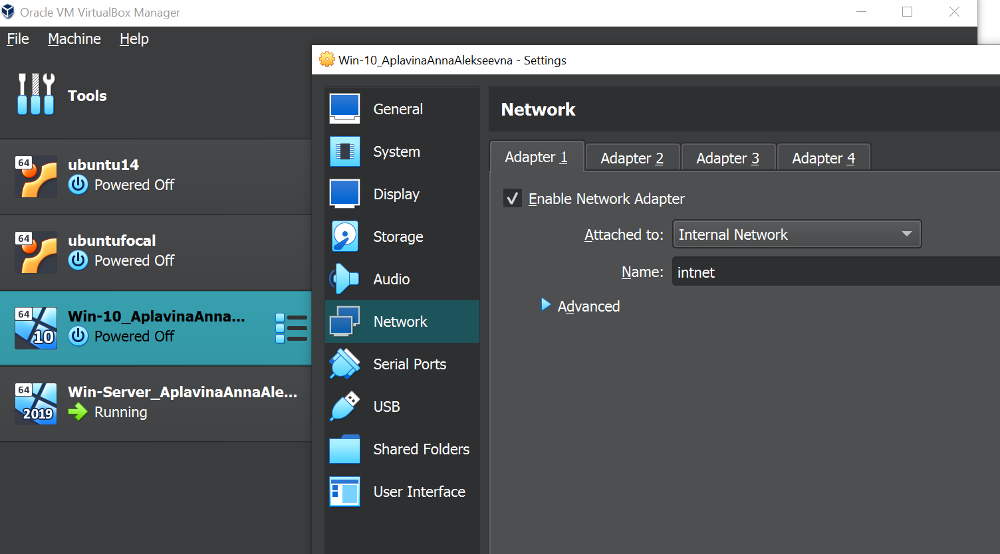 Oracle VM VirtualBox Manager
File Machine Help
Tools
64
ubuntu14
Powered Off
64
ubuntufocal
Powered Off
64
10
Win-10_AplavinaAnna...
Powered Off
64
2019
Win-Server_AplavinaAnnaAle...
Running
Win-10_AplavinaAnnaAlekseevna - Settings
General
System
Display
Storage
Audio
Network
Serial Ports
USB
Shared Folders
User Interface
Network
Adapter 1 Adapter 2 Adapter 3 Adapter 4
Enable Network Adapter
Attached to: Internal Network
Name: intnet
Advanced